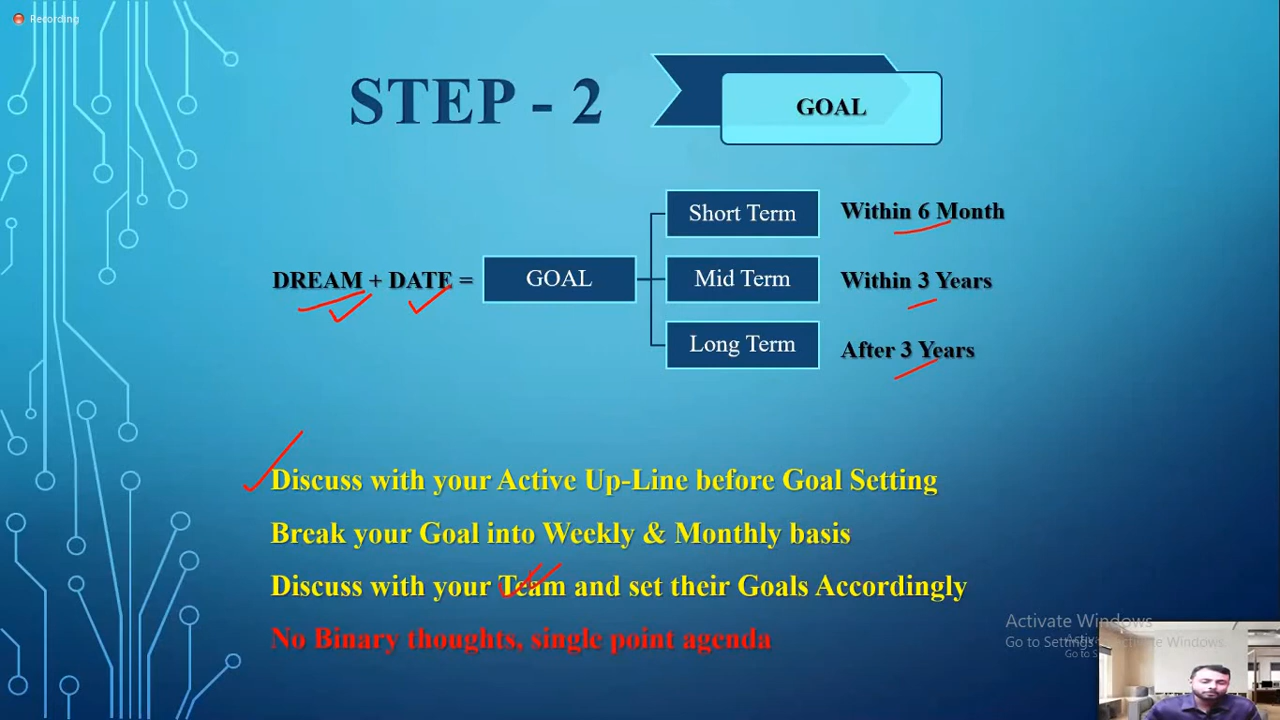 Recording
STEP - 2
GOAL
Short Term
Within 6 Month
DREAM + DATE =
GOAL
Mid Term
Within 3 Years
Long Term
After 3 Years
Discuss with your Active Up-Line before Goal Setting
Break your Goal into Weekly & Monthly basis
Discuss with your Team and set their Goals Accordingly
No Binary thoughts, single point agenda
Activate Windows
Go to Settings Activate Windows.
Go to S